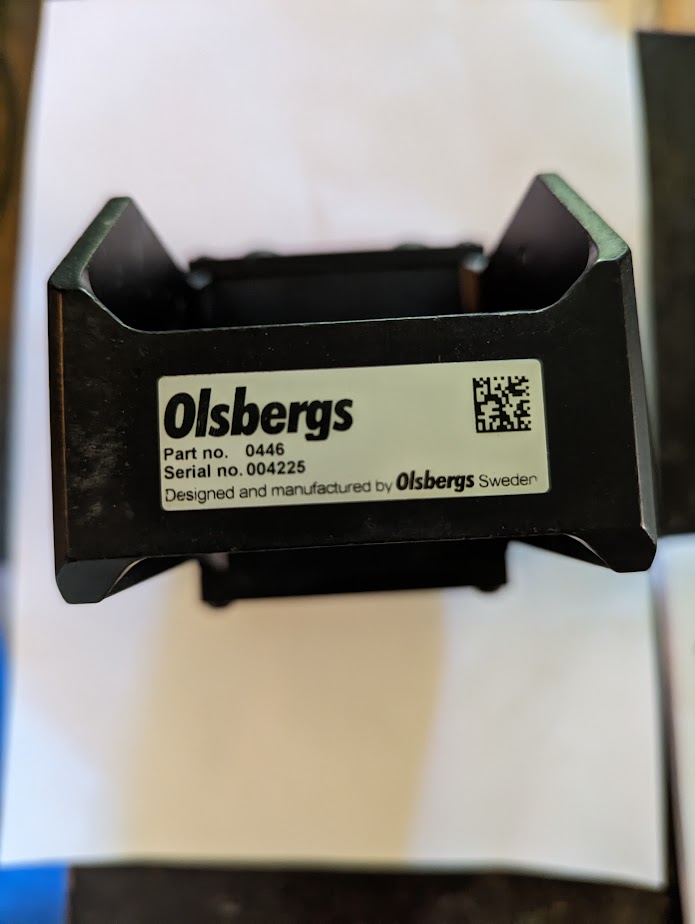 Olsbergs
Part no. 0446
Serial no. 004225
Designed and manufactured by Olsbergs Sweden